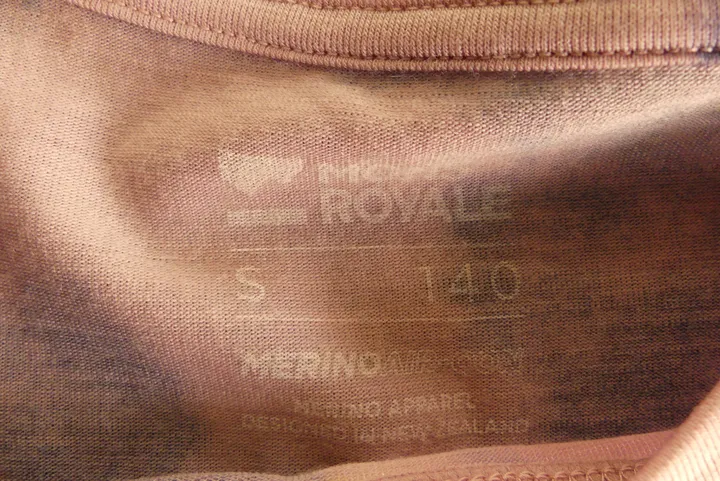 ROYALE
S 140
MERINO
MERINO APPAREL
DESIGNED IN NEW ZEALAND